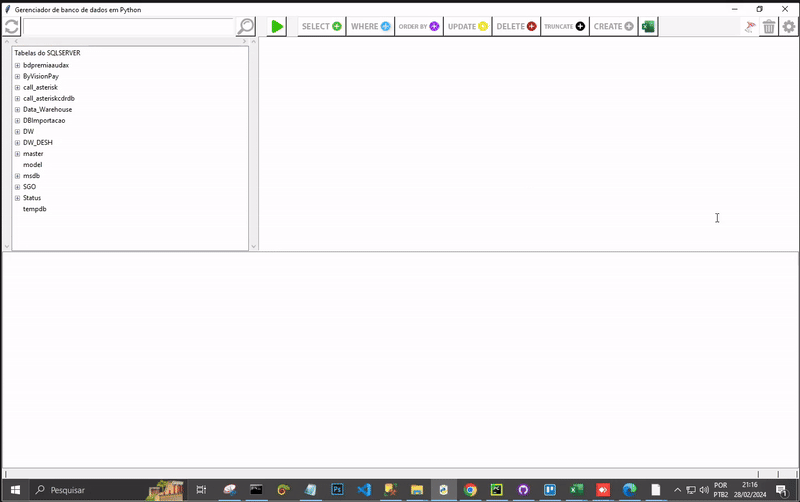 Gerenciador de banco de dados em Python
SELECT WHERE ORDER BY UPDATE DELETE TRUNCATE CREATE
Tabelas do SQLSERVER
bdpremiaaudax
ByVisionPay
call_asterisk
call_asteriskcdrdb
Data_Warehouse
DBImportacao
DW
DW_DESH
master
model
msdb
SGO
Status
tempdb
Pesquisar
POR 21:16
PTB2 28/02/2024